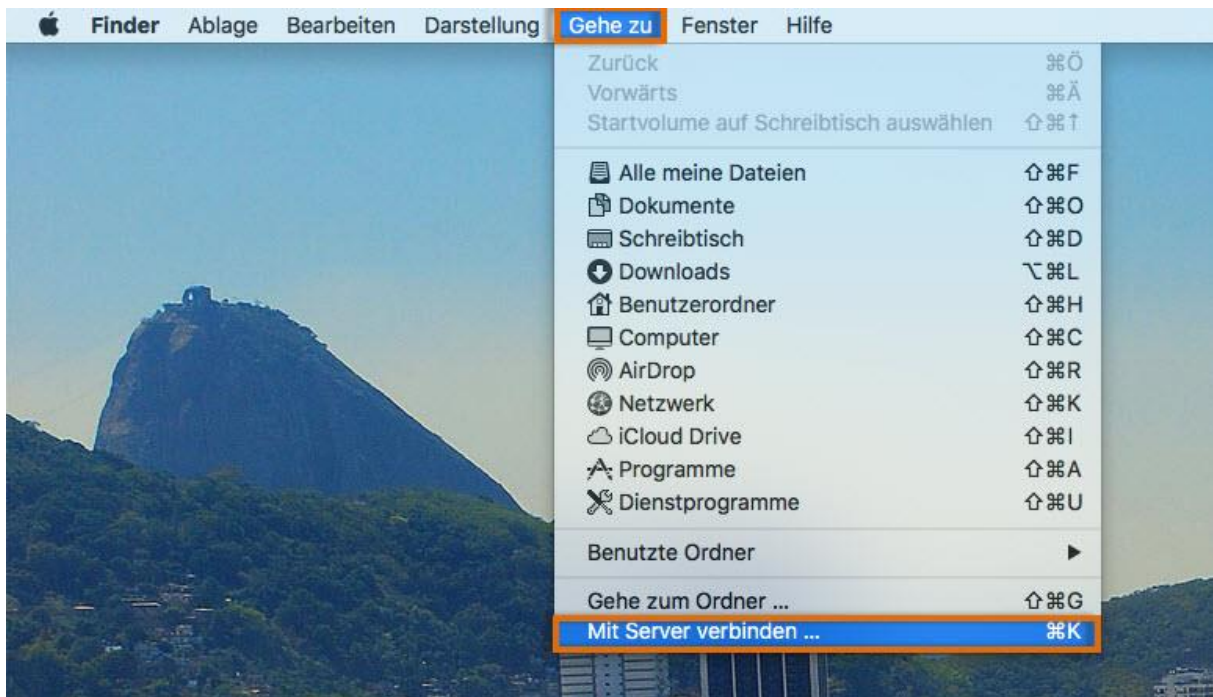 Finder Ablage Bearbeiten Darstellung Gehe zu Fenster Hilfe
Zurück ⌘Ö
Vorwärts ⌘Ä
Startvolume auf Schreibtisch auswählen ⇧⌘↑
Alle meine Dateien ⇧⌘F
Dokumente ⇧⌘O
Schreibtisch ⇧⌘D
Downloads ⌥⌘L
Benutzerordner ⇧⌘H
Computer ⇧⌘C
AirDrop ⇧⌘R
Netzwerk ⇧⌘K
iCloud Drive ⇧⌘I
Programme ⇧⌘A
Dienstprogramme ⇧⌘U
Benutzte Ordner ▶
Gehe zum Ordner ... ⇧⌘G
Mit Server verbinden ... ⌘K